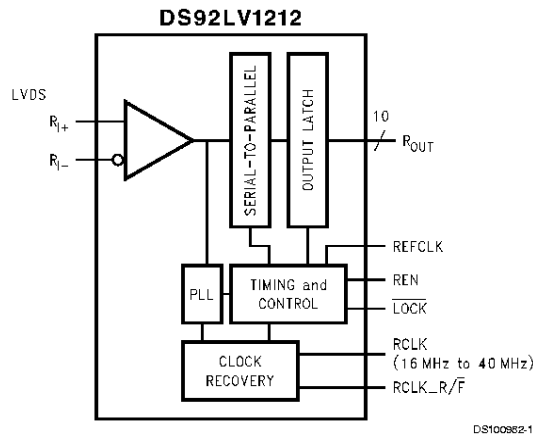 DS92LV1212
LVDS
RI+
RI−
SERIAL-TO-PARALLEL
OUTPUT LATCH
10
ROUT
REFCLK
PLL
TIMING and
CONTROL
REN
LOCK
CLOCK
RECOVERY
RCLK
(16 MHz to 40 MHz)
RCLK_R/F
DS100982-1